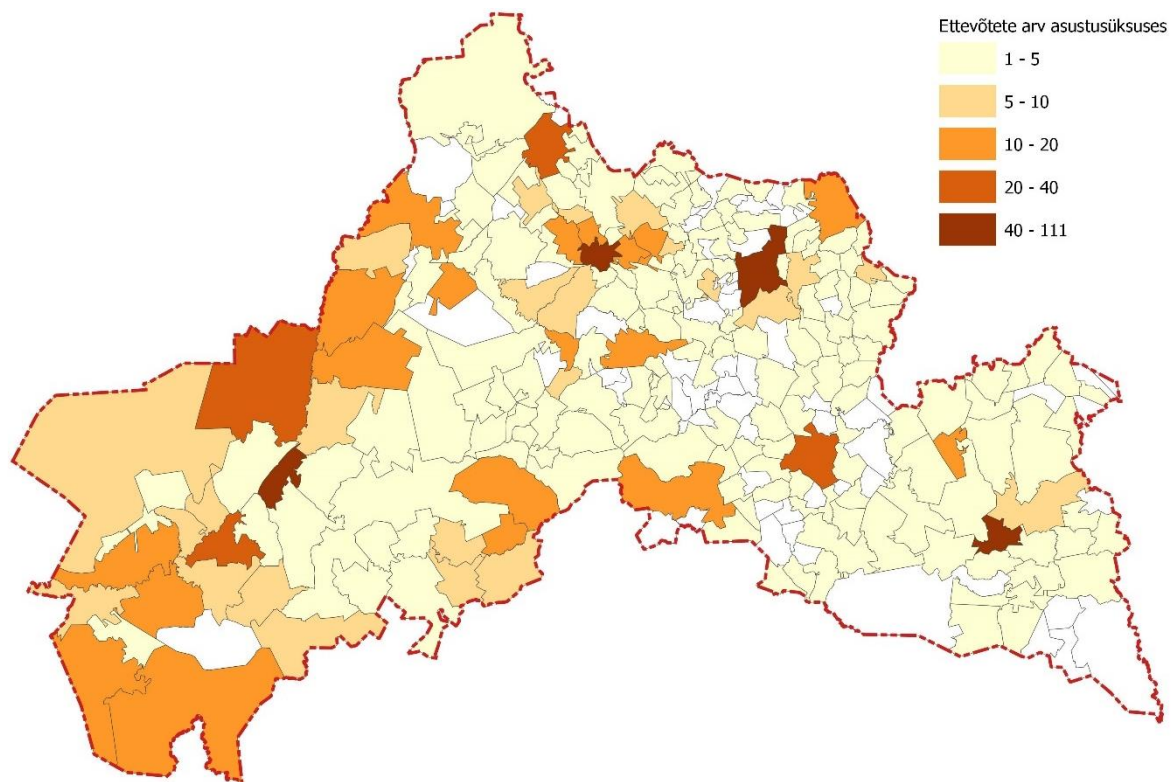 Ettevõtete arv asustusüksuses
1 - 5
5 - 10
10 - 20
20 - 40
40 - 111